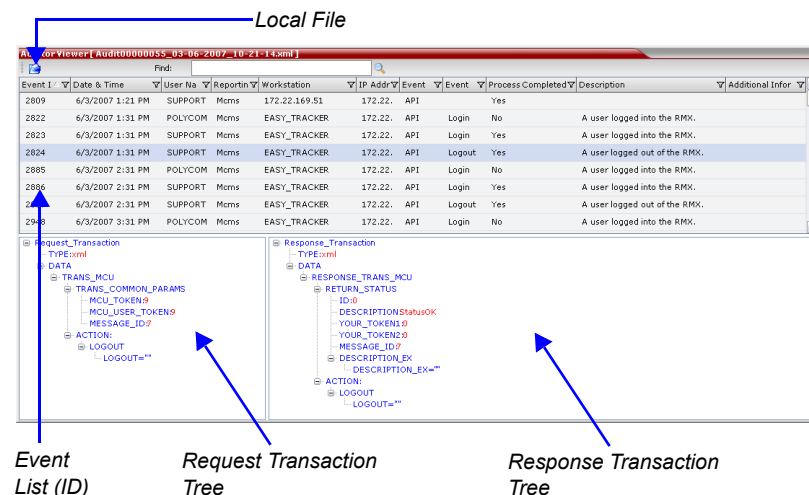 Local File
Auditor Viewer [ Audit00000055_03-06-2007_10-21-14.xml ]
Find:
Event I Date & Time User Na Reportin Workstation IP Addr Event Event Process Completed Description Additional Infor
2809 6/3/2007 1:21 PM SUPPORT Mcms 172.22.169.51 172.22. API Yes
2822 6/3/2007 1:31 PM POLYCOM Mcms EASY_TRACKER 172.22. API Login No A user logged into the RMX.
2823 6/3/2007 1:31 PM SUPPORT Mcms EASY_TRACKER 172.22. API Login Yes A user logged into the RMX.
2824 6/3/2007 1:31 PM SUPPORT Mcms EASY_TRACKER 172.22. API Logout Yes A user logged out of the RMX.
2885 6/3/2007 2:31 PM POLYCOM Mcms EASY_TRACKER 172.22. API Login No A user logged into the RMX.
2886 6/3/2007 2:31 PM SUPPORT Mcms EASY_TRACKER 172.22. API Login Yes A user logged into the RMX.
6/3/2007 2:31 PM SUPPORT Mcms EASY_TRACKER 172.22. API Logout Yes A user logged out of the RMX.
2948 6/3/2007 3:31 PM POLYCOM Mcms EASY_TRACKER 172.22. API Login No A user logged into the RMX.
Request_Transaction
TYPE:xml
DATA
TRANS_MCU
TRANS_COMMON_PARAMS
MCU_TOKEN:9
MCU_USER_TOKEN:9
MESSAGE_ID:7
ACTION:
LOGOUT
LOGOUT=""
Response_Transaction
TYPE:xml
DATA
RESPONSE_TRANS_MCU
RETURN_STATUS
ID:0
DESCRIPTION:StatusOK
YOUR_TOKEN1:0
YOUR_TOKEN2:0
MESSAGE_ID:7
DESCRIPTION_EX
DESCRIPTION_EX=""
ACTION:
LOGOUT
LOGOUT=""
Event
List (ID)
Request Transaction
Tree
Response Transaction
Tree